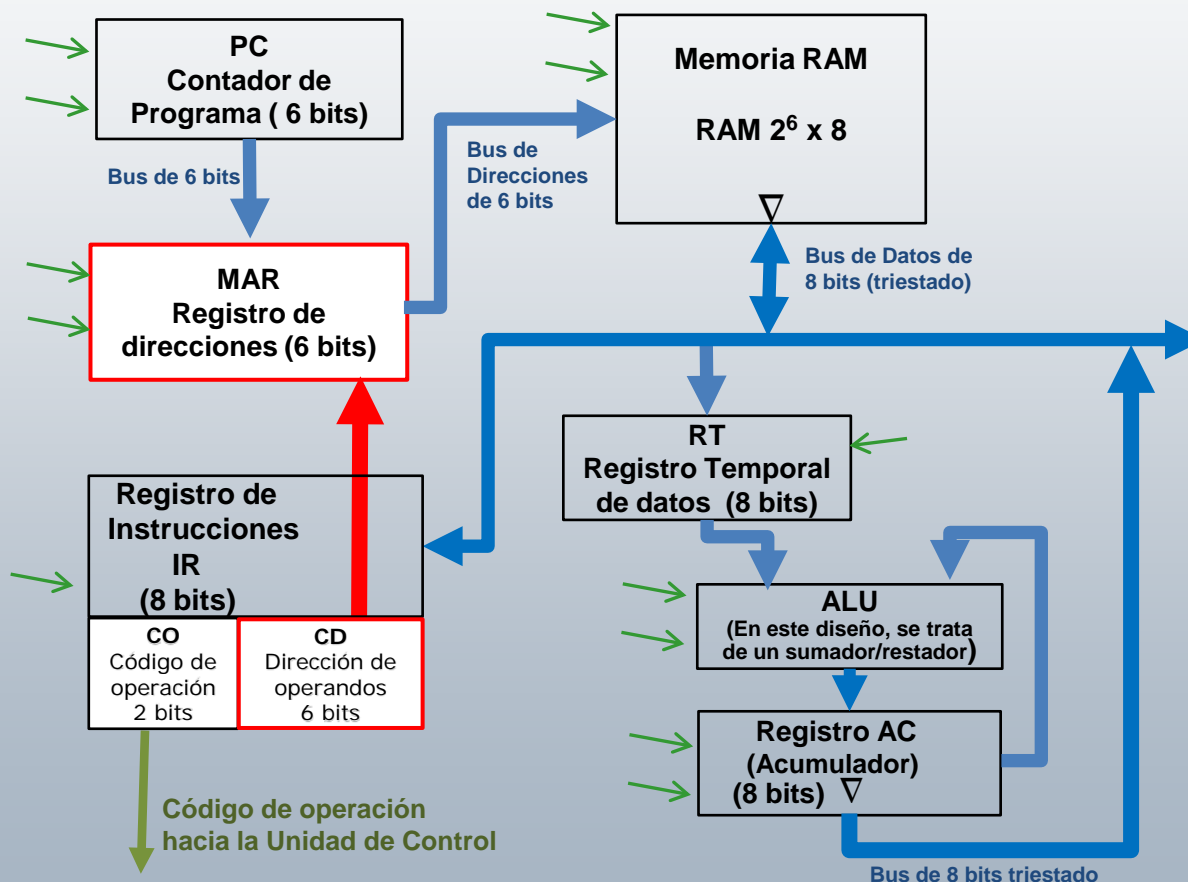 PC
Contador de
Programa ( 6 bits)
Memoria RAM
RAM 2⁶ x 8
Bus de 6 bits
Bus de
Direcciones
de 6 bits
MAR
Registro de
direcciones (6 bits)
Bus de Datos de
8 bits (triestado)
RT
Registro Temporal
de datos (8 bits)
Registro de
Instrucciones
IR
(8 bits)
CO
Código de
operación
2 bits
CD
Dirección de
operandos
6 bits
ALU
(En este diseño, se trata
de un sumador/restador)
Registro AC
(Acumulador)
(8 bits)
Código de operación
hacia la Unidad de Control
Bus de 8 bits triestado